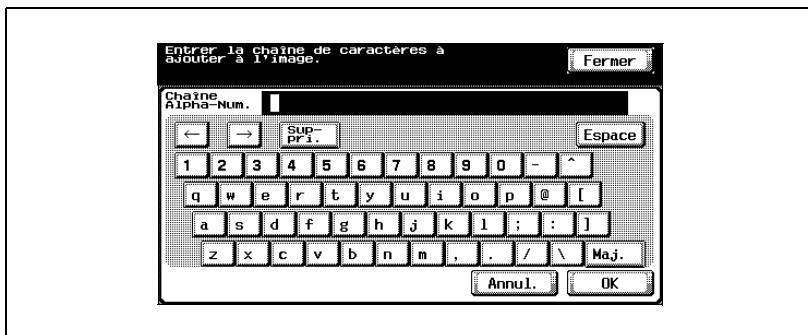 Entrer la chaîne de caractères à
ajouter à l'image.
Fermer
Chaîne
Alpha-Num.
← → Sup-
pri.
Espace
1 2 3 4 5 6 7 8 9 0 - ^
q w e r t y u i o p @ [
a s d f g h j k l ; : ]
z x c v b n m , . / \ Maj.
Annul. OK